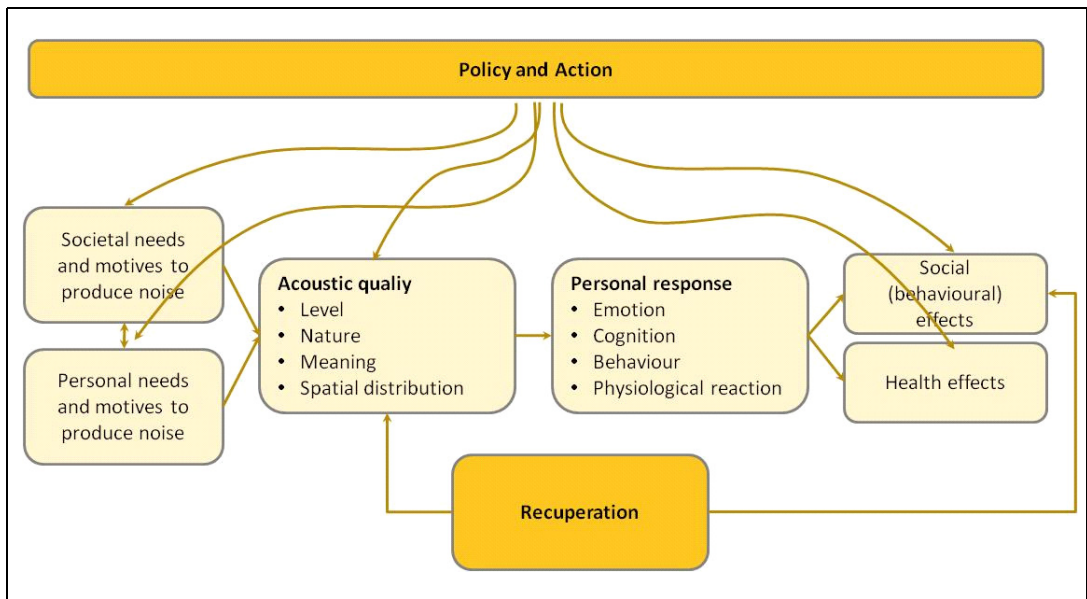 Policy and Action
Societal needs
and motives to
produce noise
Personal needs
and motives to
produce noise
Acoustic qualiy
• Level
• Nature
• Meaning
• Spatial distribution
Personal response
• Emotion
• Cognition
• Behaviour
• Physiological reaction
Social
(behavioural)
effects
Health effects
Recuperation